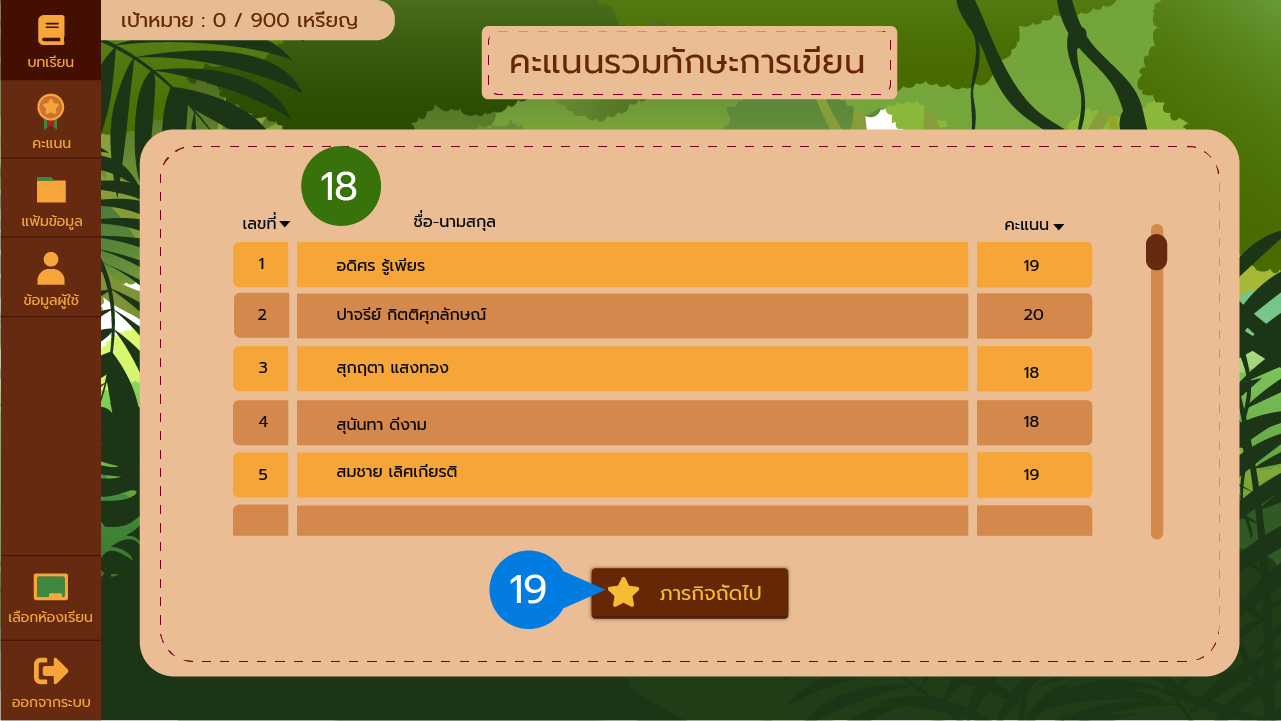 เป้าหมาย : 0 / 900 เหรียญ
บทเรียน
คะแนน
แฟ้มข้อมูล
ข้อมูลผู้ใช้
เลือกห้องเรียน
ออกจากระบบ
คะแนนรวมทักษะการเขียน
18
เลขที่ ชื่อ-นามสกุล คะแนน
1 อดิศร รู้เพียร 19
2 ปาจรีย์ กิตติศุภลักษณ์ 20
3 สุกฤตา แสงทอง 18
4 สุนันทา ดีงาม 18
5 สมชาย เลิศเกียรติ 19
19 ภารกิจถัดไป